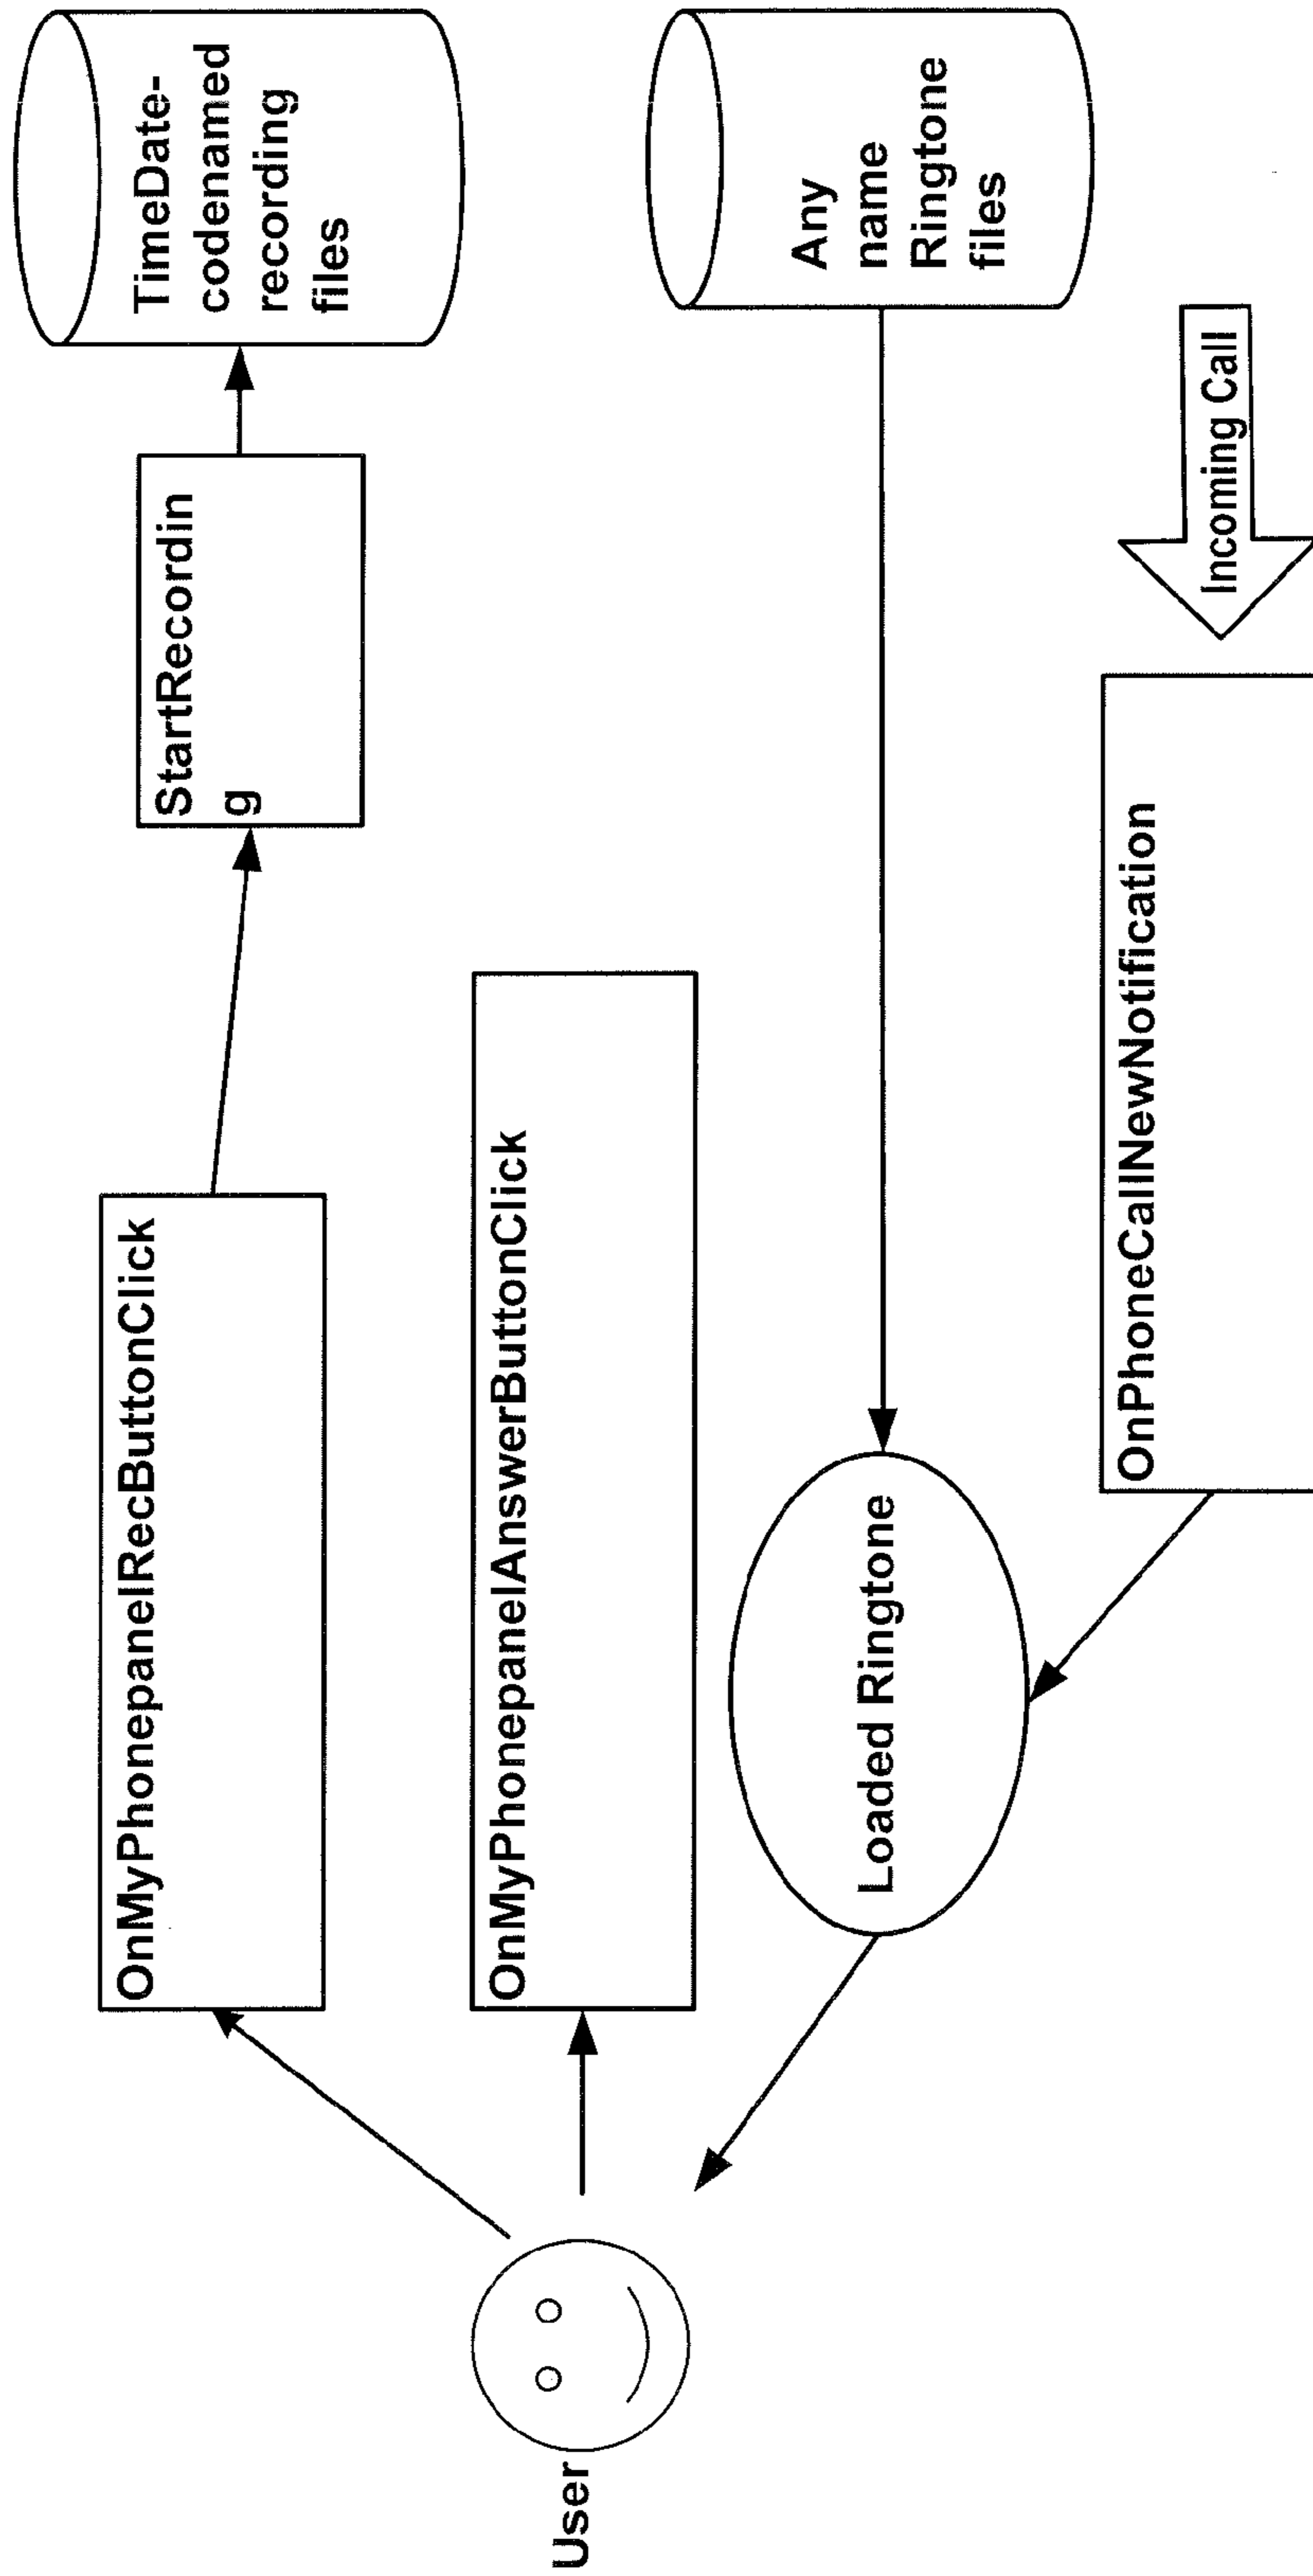 OnMyPhonepanelRecButtonClick
StartRecordin
g
TimeDate-
codenamed
recording
files
User
OnMyPhonepanelAnswerButtonClick
Loaded Ringtone
Any
name
Ringtone
files
OnPhoneCallNewNotification
Incoming Call